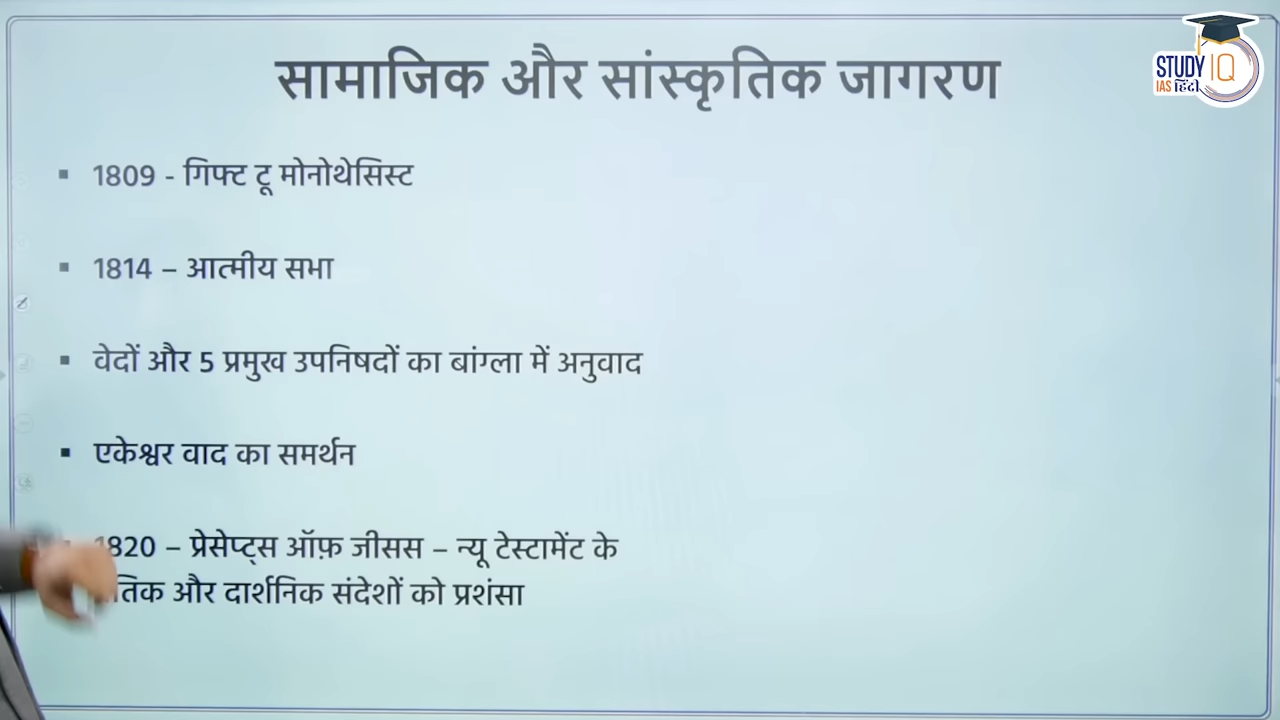 सामाजिक और सांस्कृतिक जागरण
STUDY IQ
IAS हिंदी
▪ 1809 - गिफ्ट टू मोनोथेसिस्ट
▪ 1814 – आत्मीय सभा
▪ वेदों और 5 प्रमुख उपनिषदों का बांग्ला में अनुवाद
▪ एकेश्वर वाद का समर्थन
▪ 1820 – प्रेसेप्ट्स ऑफ़ जीसस – न्यू टेस्टामेंट के
और दार्शनिक संदेशों को प्रशंसा